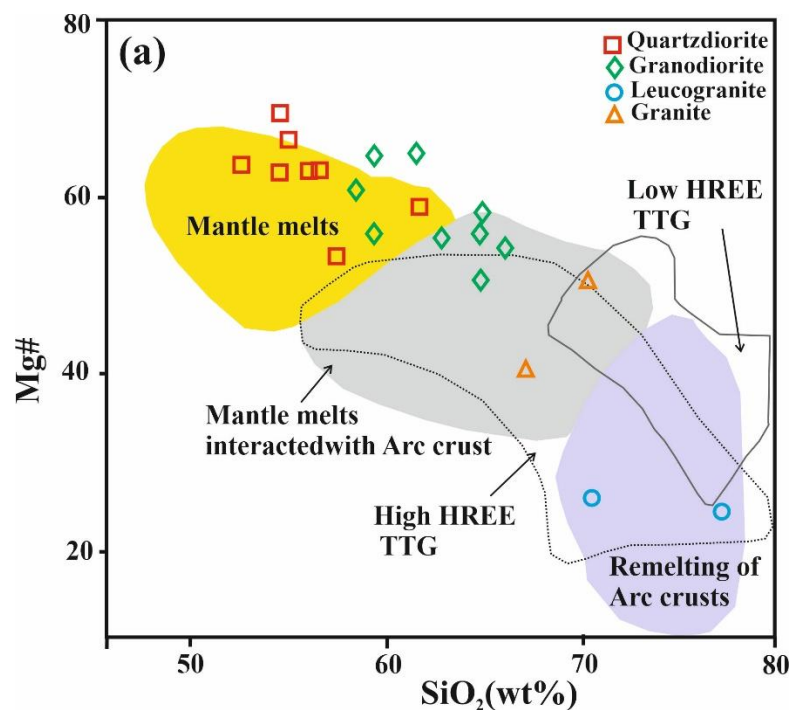 (a)
Quartzdiorite
Granodiorite
Leucogranite
Granite
80
60
40
20
Mg#
Mantle melts
Low HREE
TTG
Mantle melts
interactedwith Arc crust
High HREE
TTG
Remelting of
Arc crusts
50
60
70
80
SiO₂(wt%)